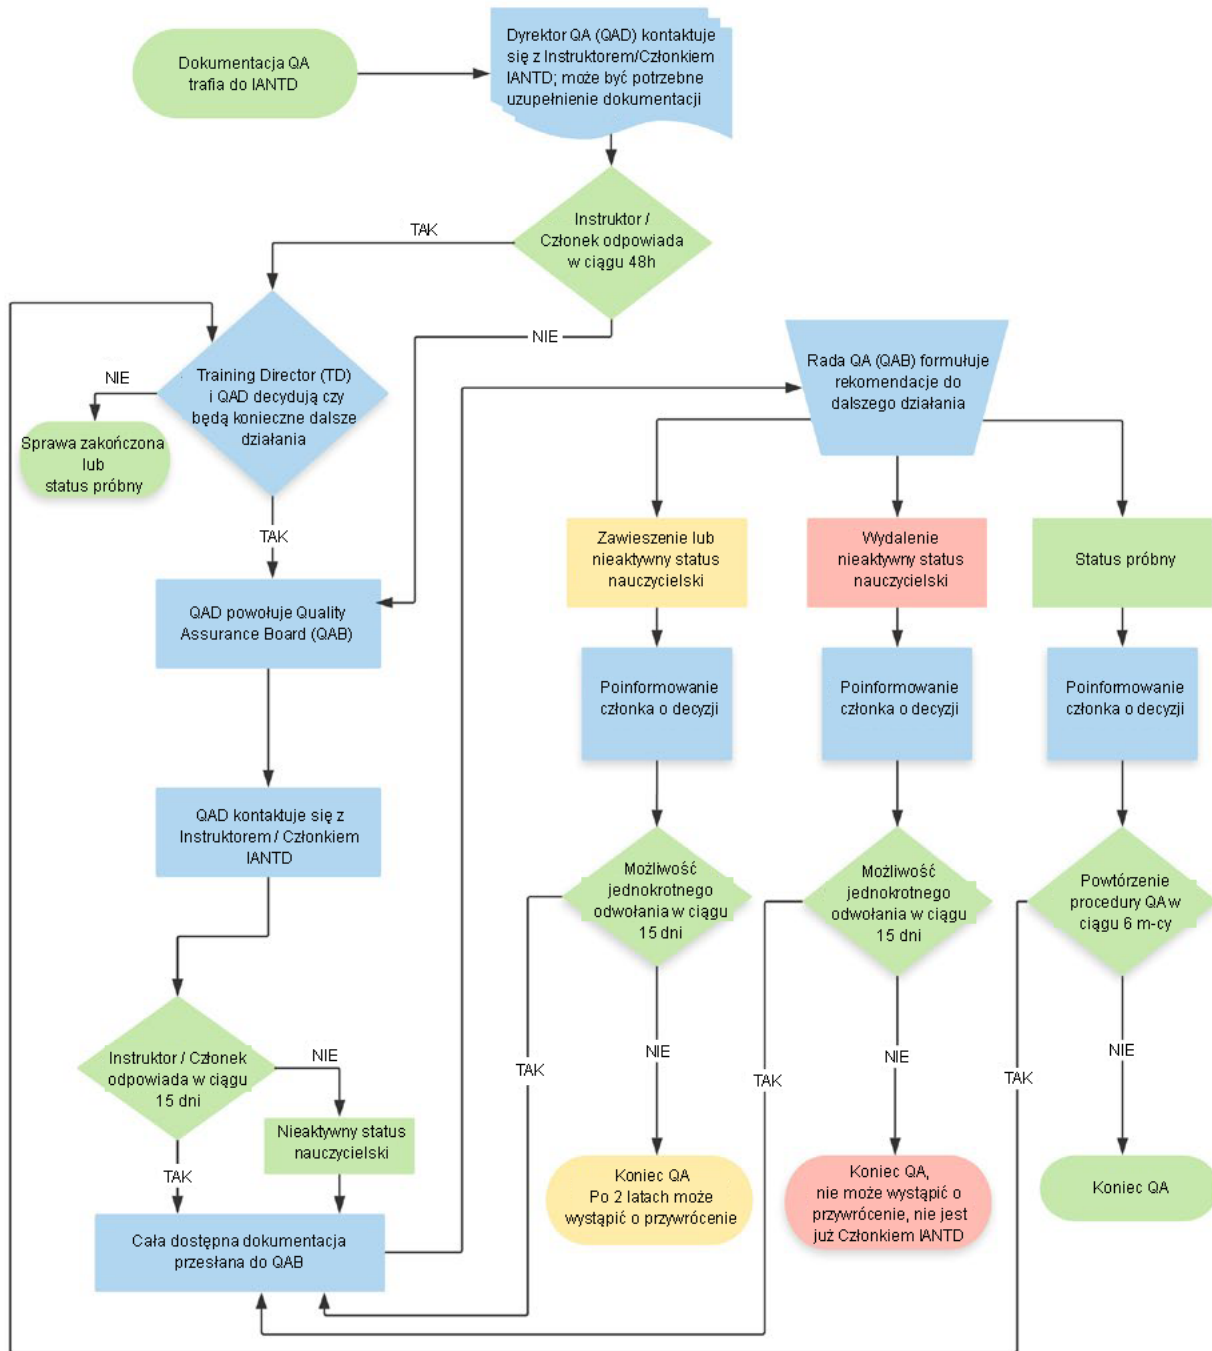 Dokumentacja QA
trafia do IANTD
Dyrektor QA (QAD) kontaktuje
się z Instruktorem/Członkiem
IANTD; może być potrzebne
uzupełnienie dokumentacji
Instruktor /
Członek odpowiada
w ciągu 48h
TAK
NIE
Training Director (TD)
i QAD decydują czy
będą konieczne dalsze
działania
NIE
Sprawa zakończona
lub
status próbny
TAK
QAD powołuje Quality
Assurance Board (QAB)
QAD kontaktuje się z
Instruktorem / Członkiem
IANTD
Instruktor / Członek
odpowiada w ciągu
15 dni
NIE
Nieaktywny status
nauczycielski
TAK
Cała dostępna dokumentacja
przesłana do QAB
Rada QA (QAB) formułuje
rekomendacje do
dalszego działania
Zawieszenie lub
nieaktywny status
nauczycielski
Poinformowanie
członka o decyzji
Możliwość
jednokrotnego
odwołania w ciągu
15 dni
TAK
NIE
Koniec QA
Po 2 latach może
wystąpić o przywrócenie
Wydalenie
nieaktywny status
nauczycielski
Poinformowanie
członka o decyzji
Możliwość
jednokrotnego
odwołania w ciągu
15 dni
TAK
NIE
Koniec QA,
nie może wystąpić o
przywrócenie, nie jest
już Członkiem IANTD
Status próbny
Poinformowanie
członka o decyzji
Powtórzenie
procedury QA w
ciągu 6 m-cy
TAK
NIE
Koniec QA